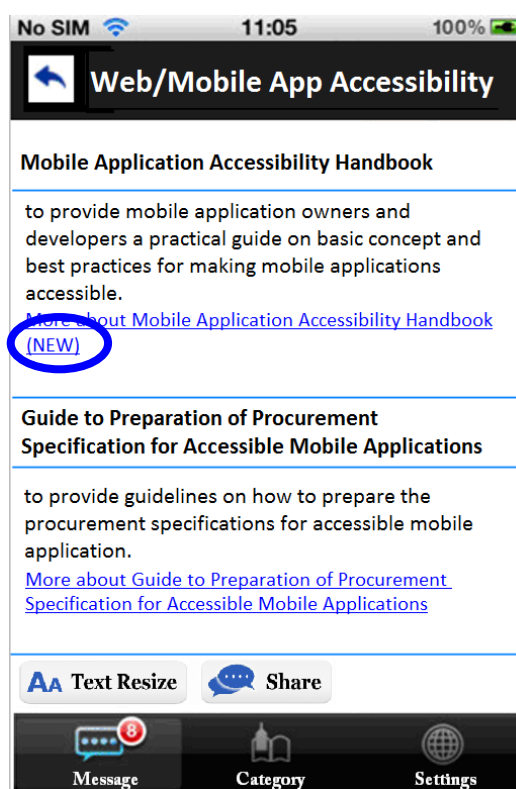 No SIM 11:05 100%
Web/Mobile App Accessibility
Mobile Application Accessibility Handbook
to provide mobile application owners and
developers a practical guide on basic concept and
best practices for making mobile applications
accessible.
More about Mobile Application Accessibility Handbook
(NEW)
Guide to Preparation of Procurement
Specification for Accessible Mobile Applications
to provide guidelines on how to prepare the
procurement specifications for accessible mobile
application.
More about Guide to Preparation of Procurement
Specification for Accessible Mobile Applications
AA Text Resize Share
8
Message Category Settings